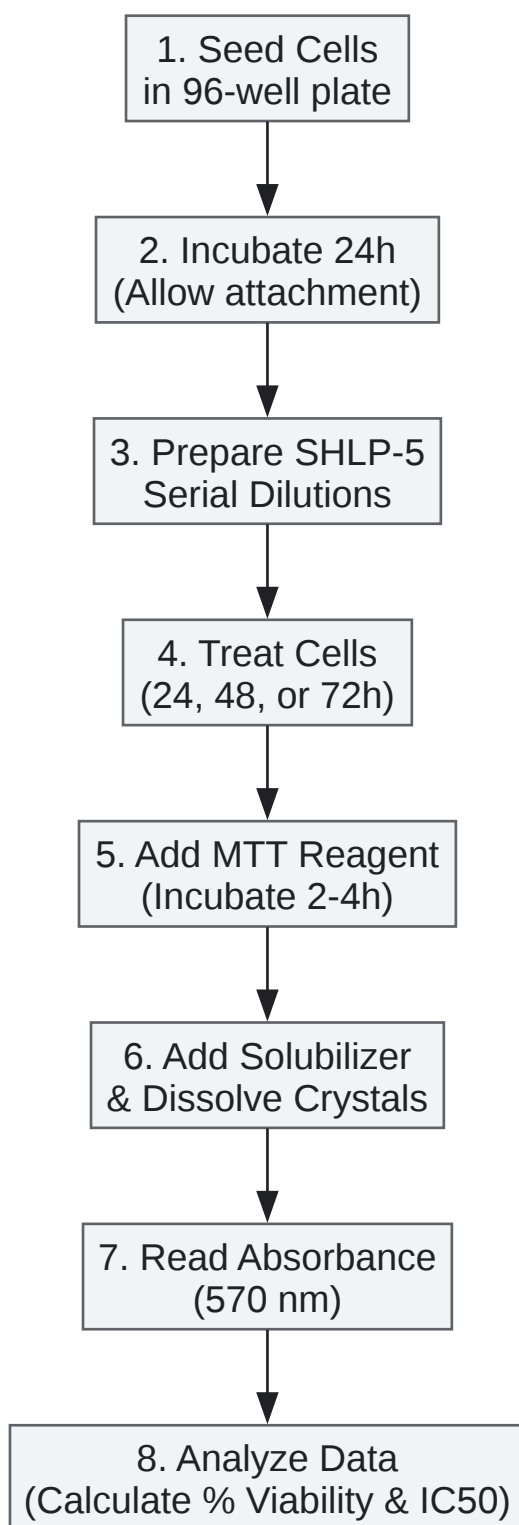 1. Seed Cells
in 96-well plate
2. Incubate 24h
(Allow attachment)
3. Prepare SHLP-5
Serial Dilutions
4. Treat Cells
(24, 48, or 72h)
5. Add MTT Reagent
(Incubate 2-4h)
6. Add Solubilizer
& Dissolve Crystals
7. Read Absorbance
(570 nm)
8. Analyze Data
(Calculate % Viability & IC50)